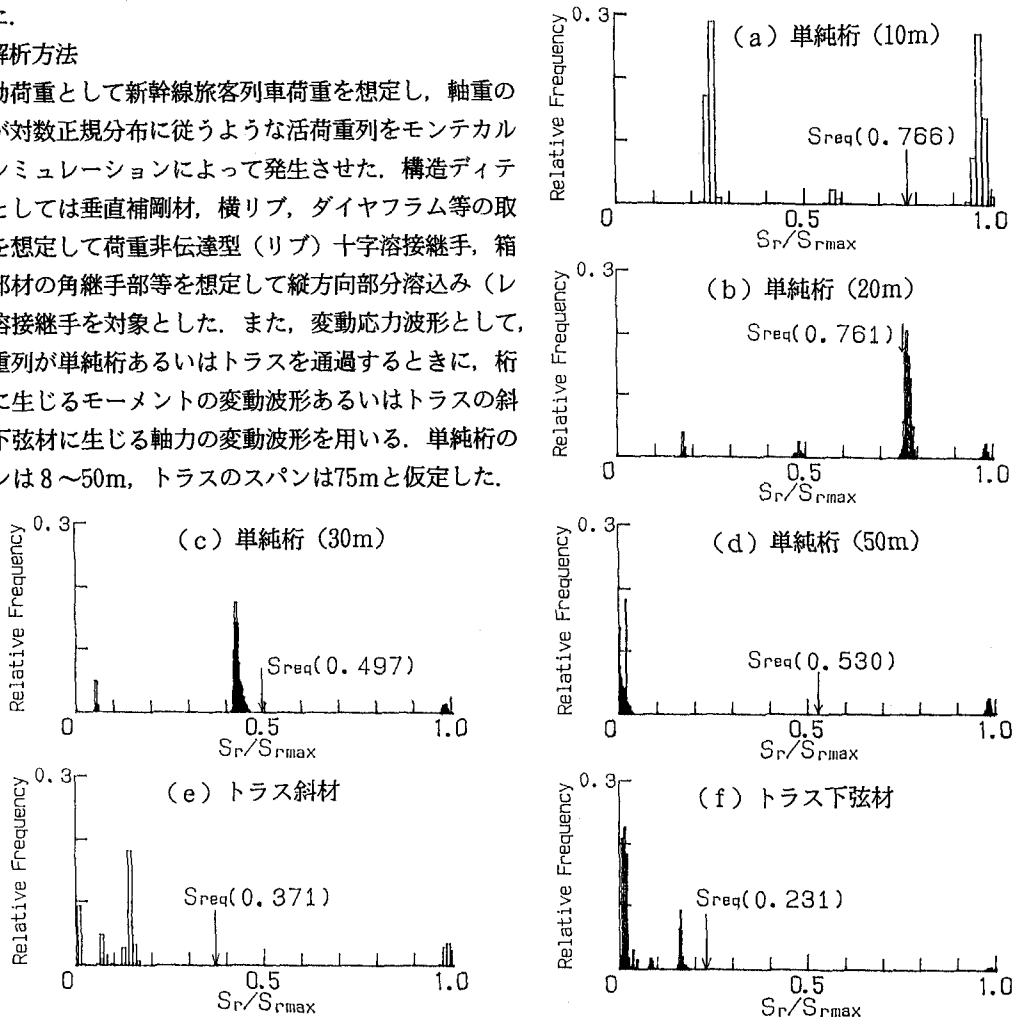 た.
解析方法
動荷重として新幹線旅客列車荷重を想定し，軸重の
が対数正規分布に従うような活荷重列をモンテカル
シミュレーションによって発生させた．構造ディテ
としては垂直補剛材，横リブ，ダイヤフラム等の取
を想定して荷重非伝達型（リブ）十字溶接継手，箱
部材の角継手部等を想定して縦方向部分溶込み（レ
溶接継手を対象とした．また，変動応力波形として，
重列が単純桁あるいはトラスを通過するときに，桁
に生じるモーメントの変動波形あるいはトラスの斜
下弦材に生じる軸力の変動波形を用いる．単純桁の
ンは8～50m，トラスのスパンは75mと仮定した．
0.3
Relative Frequency
(a) 単純桁（10m）
Sreq(0.766)
0.5
1.0
Sr/Srmax
0.3
Relative Frequency
(b) 単純桁（20m）
Sreq(0.761)
0
0.5
1.0
Sr/Srmax
0.3
Relative Frequency
(c) 単純桁（30m）
Sreq(0.497)
0
0.5
1.0
Sr/Srmax
0.3
Relative Frequency
(d) 単純桁（50m）
Sreq(0.530)
0
0.5
1.0
Sr/Srmax
0.3
Relative Frequency
(e) トラス斜材
Sreq(0.371)
0
0.5
1.0
Sr/Srmax
0.3
Relative Frequency
(f) トラス下弦材
Sreq(0.231)
0
0.5
1.0
Sr/Srmax